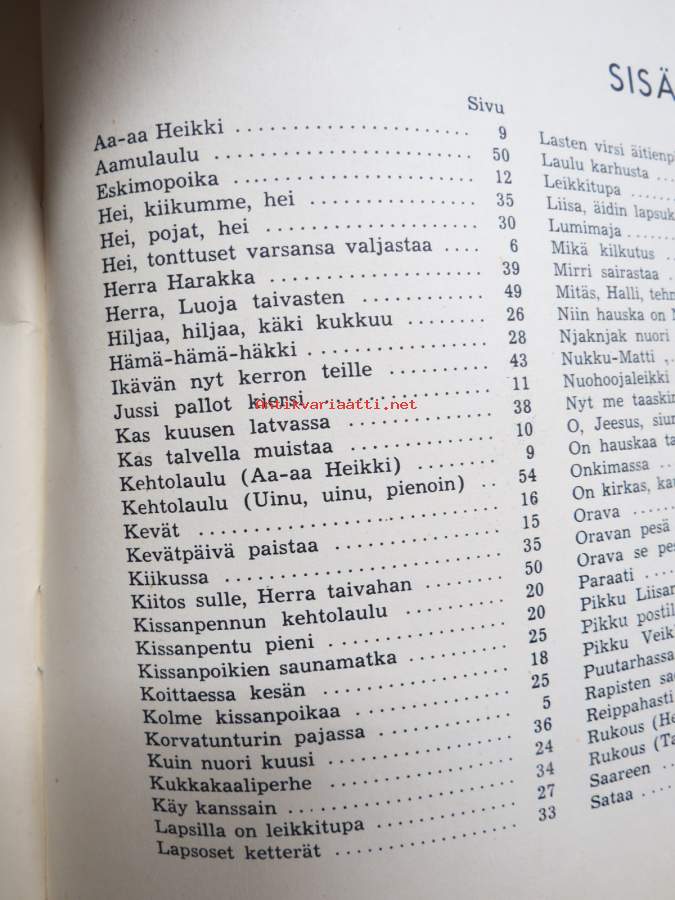 SISÄ
Sivu
Aa-aa Heikki ........................ 9
Aamulaulu .......................... 50
Eskimopoika ........................ 12
Hei, kiikumme, hei ................ 35
Hei, pojat, hei .................... 30
Hei, tonttuset varsansa valjastaa .... 6
Herra Harakka ...................... 39
Herra, Luoja taivasten ............ 49
Hiljaa, hiljaa, käki kukkuu ........ 26
Hämä-hämä-häkki .................. 28
Ikävän nyt kerron teille ............ 43
Jussi pallot kiersi .................. 11
Kas kuusen latvassa ................ 38
Kas talvella muistaa ................ 10
Kehtolaulu (Aa-aa Heikki) ........ 9
Kehtolaulu (Uinu, uinu, pienoin) .. 54
Kevät .............................. 16
Kevätpäivä paistaa ................ 15
Kiikussa ............................ 35
Kiitos sulle, Herra taivahan ........ 50
Kissanpennun kehtolaulu .......... 20
Kissanpentu pieni .................. 20
Kissanpoikien saunamatka .......... 25
Koittaessa kesän .................... 18
Kolme kissanpoikaa ................ 25
Korvatunturin pajassa .............. 5
Kuin nuori kuusi .................. 36
Kukkakaaliperhe .................... 24
Käy kanssain ...................... 34
Lapsilla on leikkitupa .............. 27
Lapsoset ketterät .................. 33
Lasten virsi äitienp
Laulu karhusta ...
Leikkitupa ......
Liisa, äidin lapsuk
Lumimaja ......
Mikä kilkutus ..
Mirri sairastaa ..
Mitäs, Halli, tehn
Niin hauska on
Njaknjak nuori
Nukku-Matti ..
Nuohoojaleikki
Nyt me taaskin
O, Jeesus, siun
On hauskaa ta
Onkimassa ..
On kirkas, kau
Orava ......
Oravan pesä
Orava se pes
Paraati ....
Pikku Liisan
Pikku postil
Pikku Veik
Puutarhassa
Rapisten sa
Reippahasti
Rukous (He
Rukous (Ta
Saareen ..
Sataa ....
antikvariaatti.net